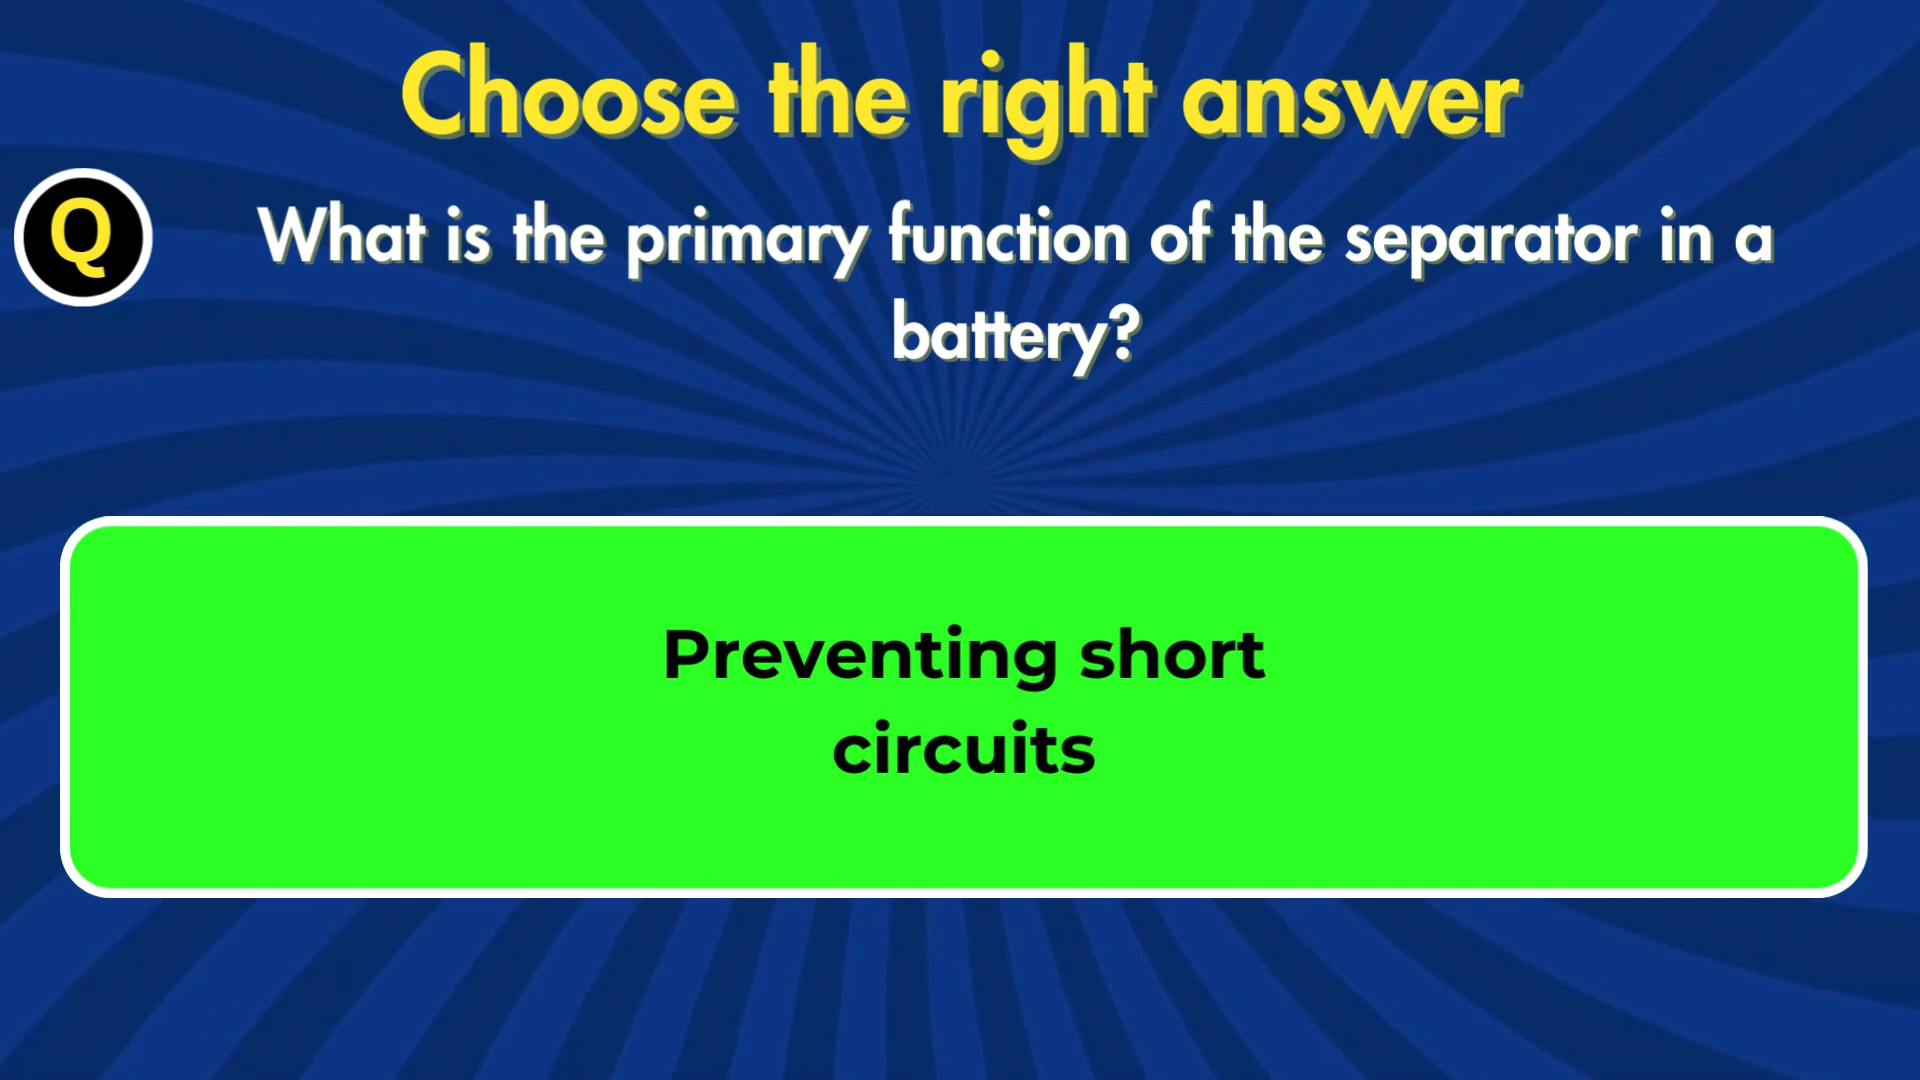 Choose the right answer
Q
What is the primary function of the separator in a
battery?
Preventing short
circuits